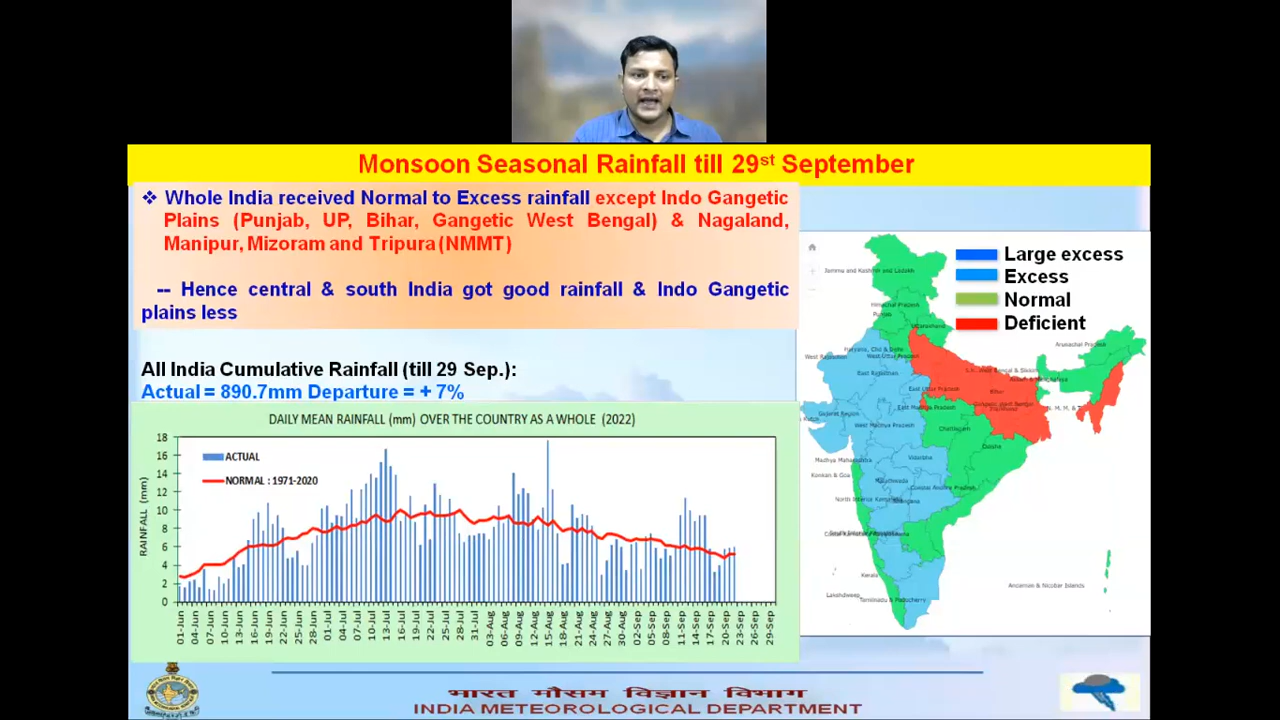 Monsoon Seasonal Rainfall till 29st September
❖ Whole India received Normal to Excess rainfall except Indo Gangetic
Plains (Punjab, UP, Bihar, Gangetic West Bengal) & Nagaland,
Manipur, Mizoram and Tripura (NMMT)
-- Hence central & south India got good rainfall & Indo Gangetic
plains less
All India Cumulative Rainfall (till 29 Sep.):
Actual = 890.7mm Departure = + 7%
DAILY MEAN RAINFALL (mm) OVER THE COUNTRY AS A WHOLE (2022)
RAINFALL (mm)
18
16
14
12
10
8
6
4
2
0
ACTUAL
NORMAL : 1971-2020
01-Jun
04-Jun
07-Jun
10-Jun
13-Jun
16-Jun
19-Jun
22-Jun
25-Jun
28-Jun
01-Jul
04-Jul
07-Jul
10-Jul
13-Jul
16-Jul
19-Jul
22-Jul
25-Jul
28-Jul
31-Jul
03-Aug
06-Aug
09-Aug
12-Aug
15-Aug
18-Aug
21-Aug
24-Aug
27-Aug
30-Aug
02-Sep
05-Sep
08-Sep
11-Sep
14-Sep
17-Sep
20-Sep
23-Sep
26-Sep
29-Sep
Large excess
Excess
Normal
Deficient
Jammu and Kashmir and Ladakh
Himachal Pradesh
Punjab
Uttarakhand
Haryana, Chd & Delhi
West Rajasthan
West Uttar Pradesh
Arunachal Pradesh
East Rajasthan
East Uttar Pradesh
Bihar
Gujarat Region
East Madhya Pradesh
West Madhya Pradesh
Chattisgarh
Odisha
Vidarbha
Madhya Maharashtra
Konkan & Goa
Marathwada
Coastal Andhra Pradesh
Telangana
Kerala
Lakshdweep
Tamilnadu & Puducherry
Andaman & Nicobar Islands
भारत मौसम विज्ञान विभाग
INDIA METEOROLOGICAL DEPARTMENT